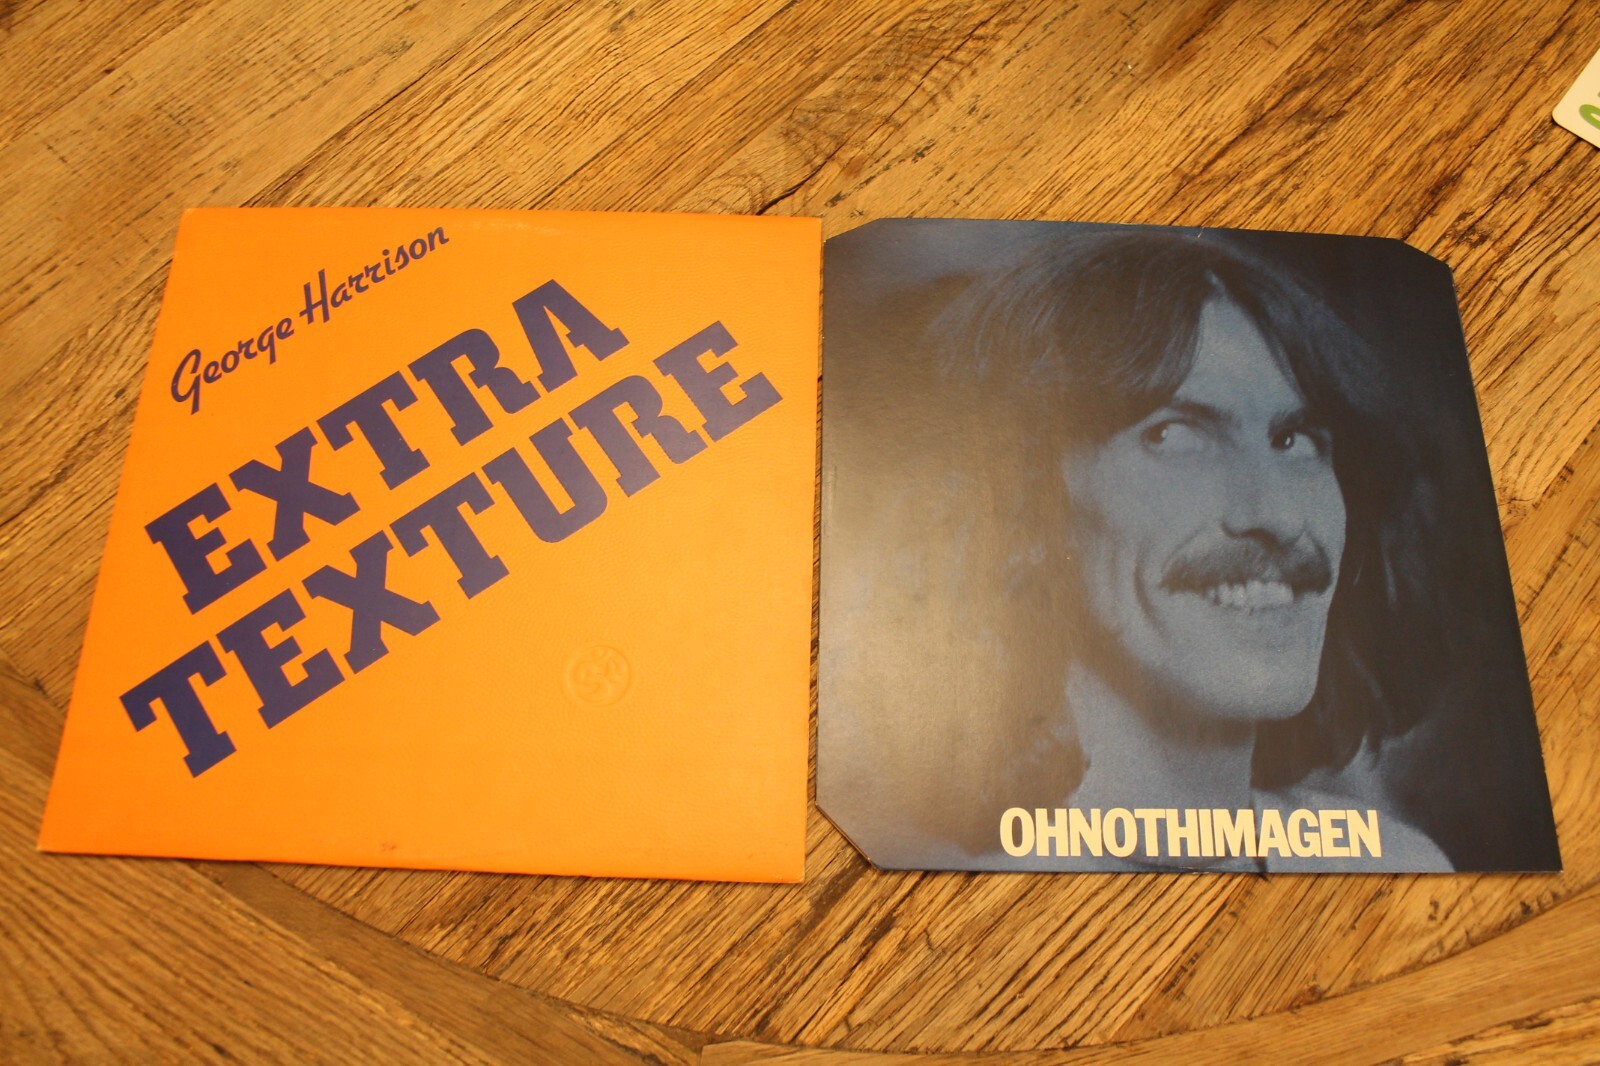 George Harrison
EXTRA
TEXTURE
OHNOTHIMAGEN